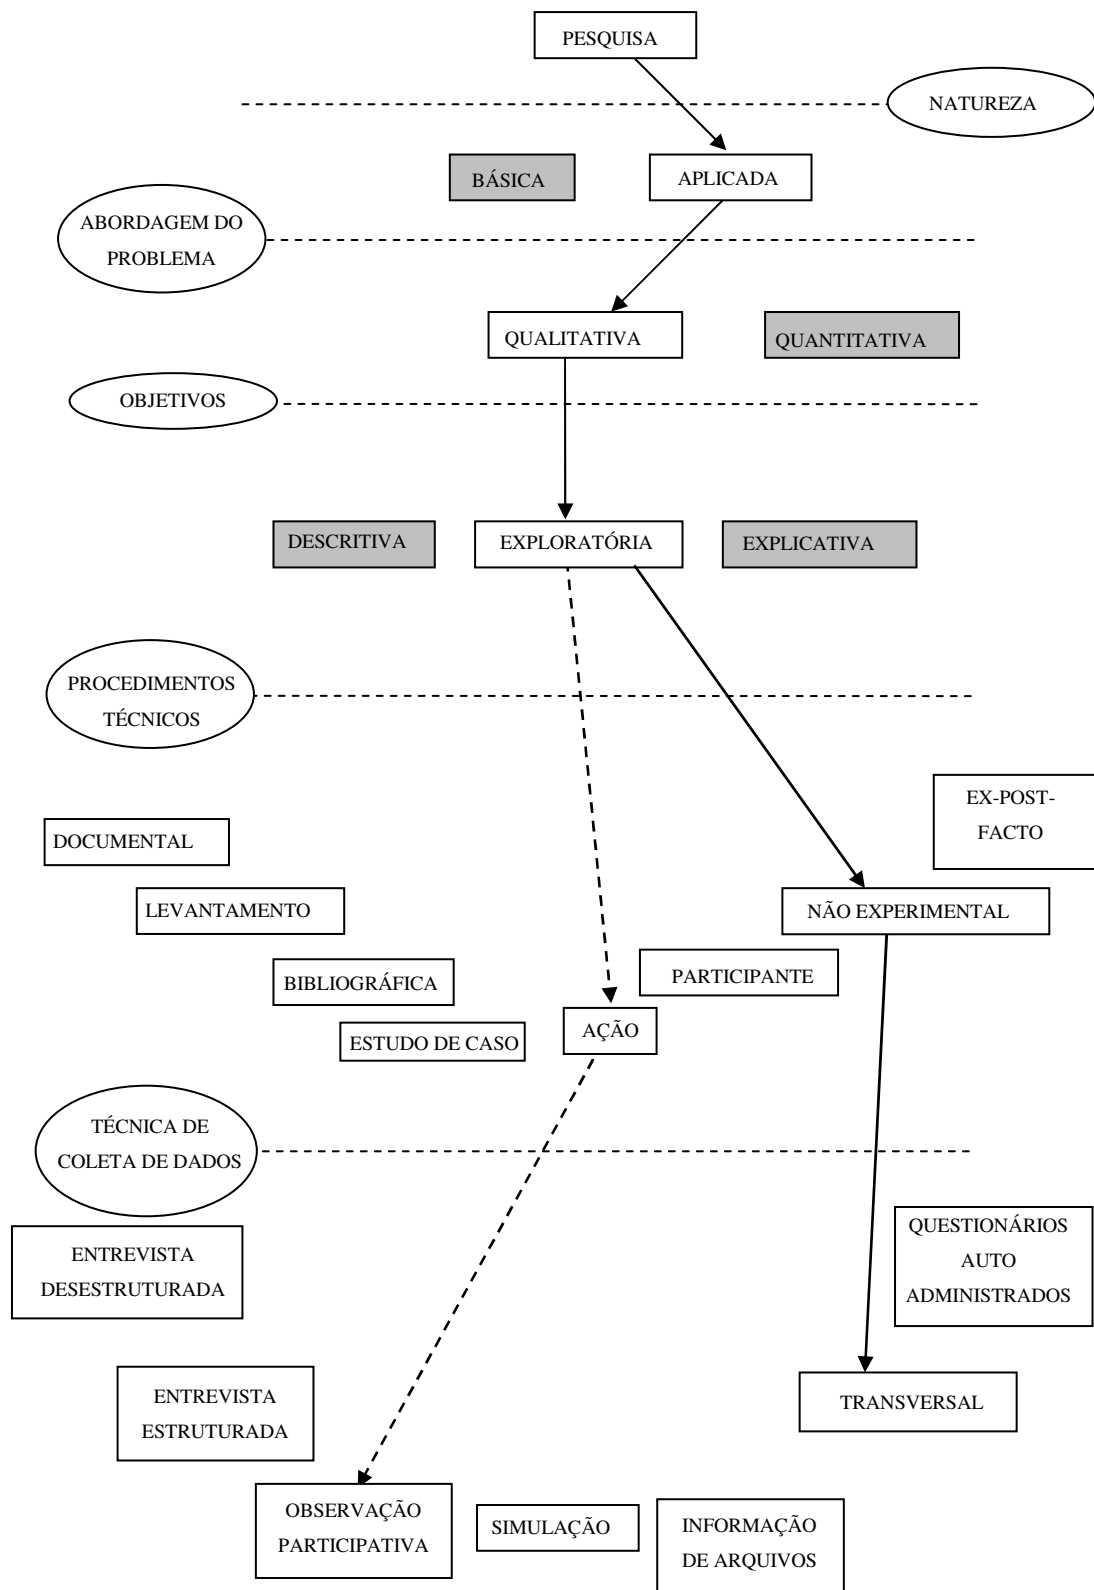 PESQUISA
NATUREZA
BÁSICA
APLICADA
ABORDAGEM DO
PROBLEMA
QUALITATIVA
QUANTITATIVA
OBJETIVOS
DESCRITIVA
EXPLORATÓRIA
EXPLICATIVA
PROCEDIMENTOS
TÉCNICOS
EX-POST-
FACTO
DOCUMENTAL
LEVANTAMENTO
NÃO EXPERIMENTAL
BIBLIOGRÁFICA
PARTICIPANTE
ESTUDO DE CASO
AÇÃO
TÉCNICA DE
COLETA DE DADOS
ENTREVISTA
DESESTRUTURADA
QUESTIONÁRIOS
AUTO
ADMINISTRADOS
ENTREVISTA
ESTRUTURADA
TRANSVERSAL
OBSERVAÇÃO
PARTICIPATIVA
SIMULAÇÃO
INFORMAÇÃO
DE ARQUIVOS